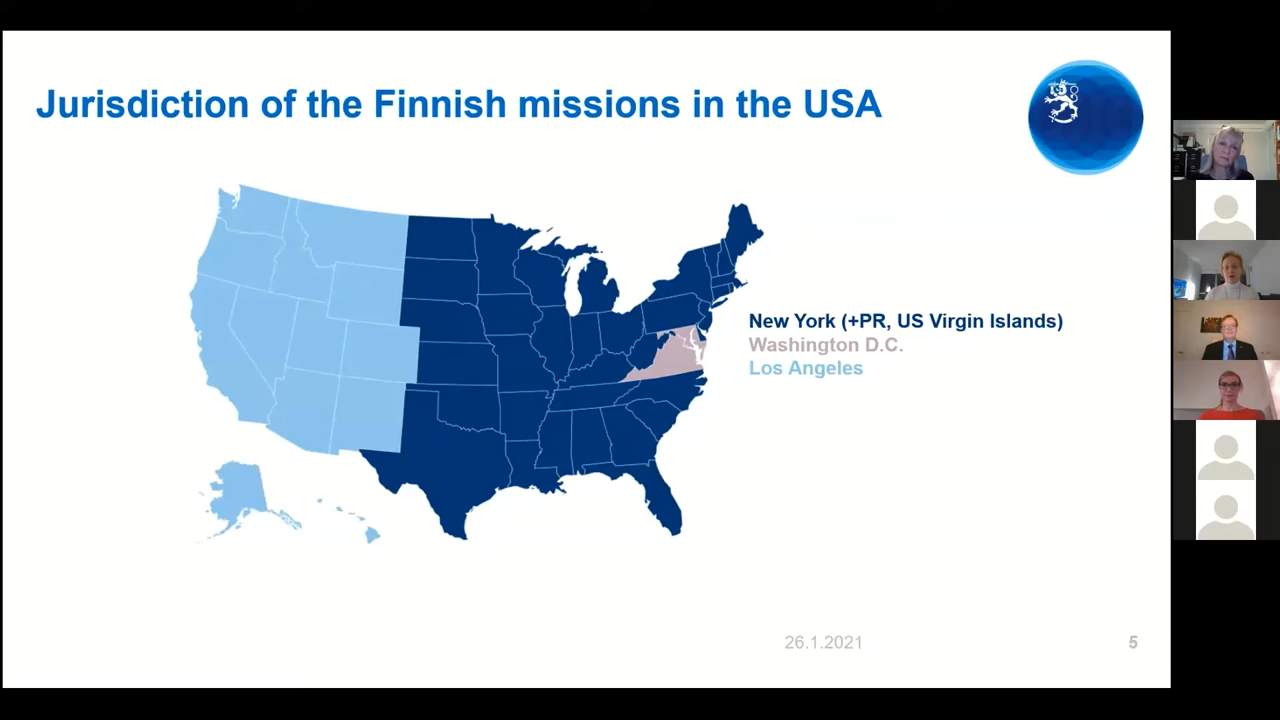 Jurisdiction of the Finnish missions in the USA
New York (+PR, US Virgin Islands)
Washington D.C.
Los Angeles
26.1.2021
5